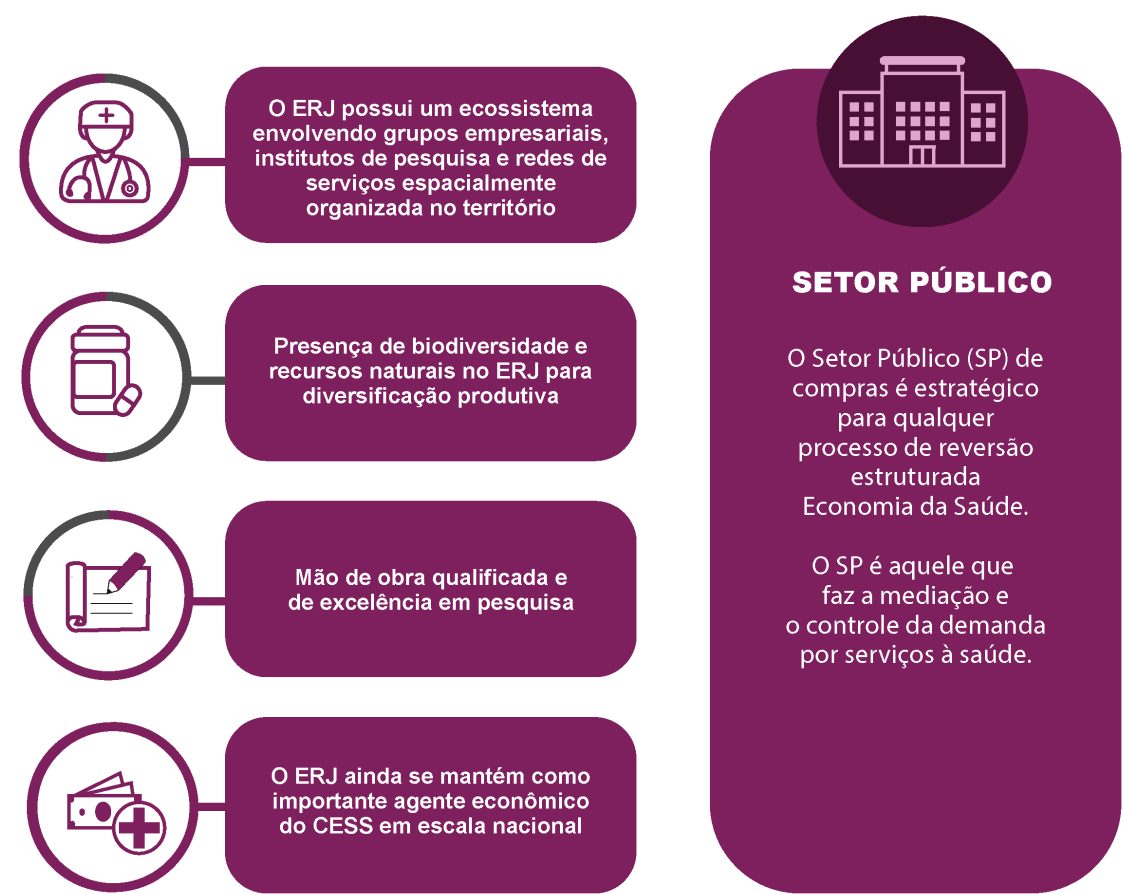 O ERJ possui um ecossistema
envolvendo grupos empresariais,
institutos de pesquisa e redes de
serviços espacialmente
organizada no território
Presença de biodiversidade e
recursos naturais no ERJ para
diversificação produtiva
Mão de obra qualificada e
de excelência em pesquisa
O ERJ ainda se mantém como
importante agente econômico
do CESS em escala nacional
SETOR PÚBLICO
O Setor Público (SP) de
compras é estratégico
para qualquer
processo de reversão
estruturada
Economia da Saúde.
O SP é aquele que
faz a mediação e
o controle da demanda
por serviços à saúde.